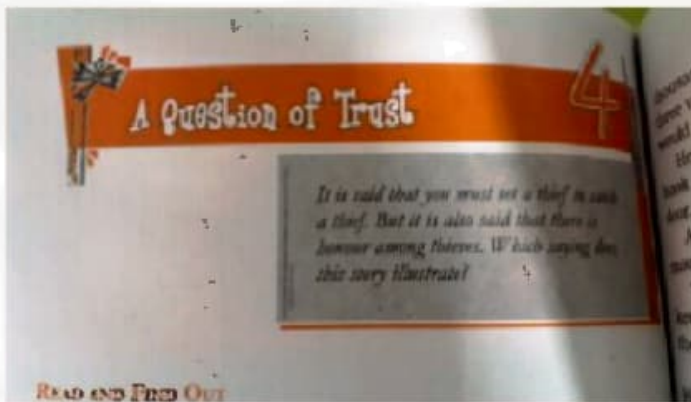 A Question of Trust
4
It is said that you must set a thief to catch
a thief. But it is also said that there is
honour among thieves. Which saying does
this story illustrate?
READ AND FIND OUT